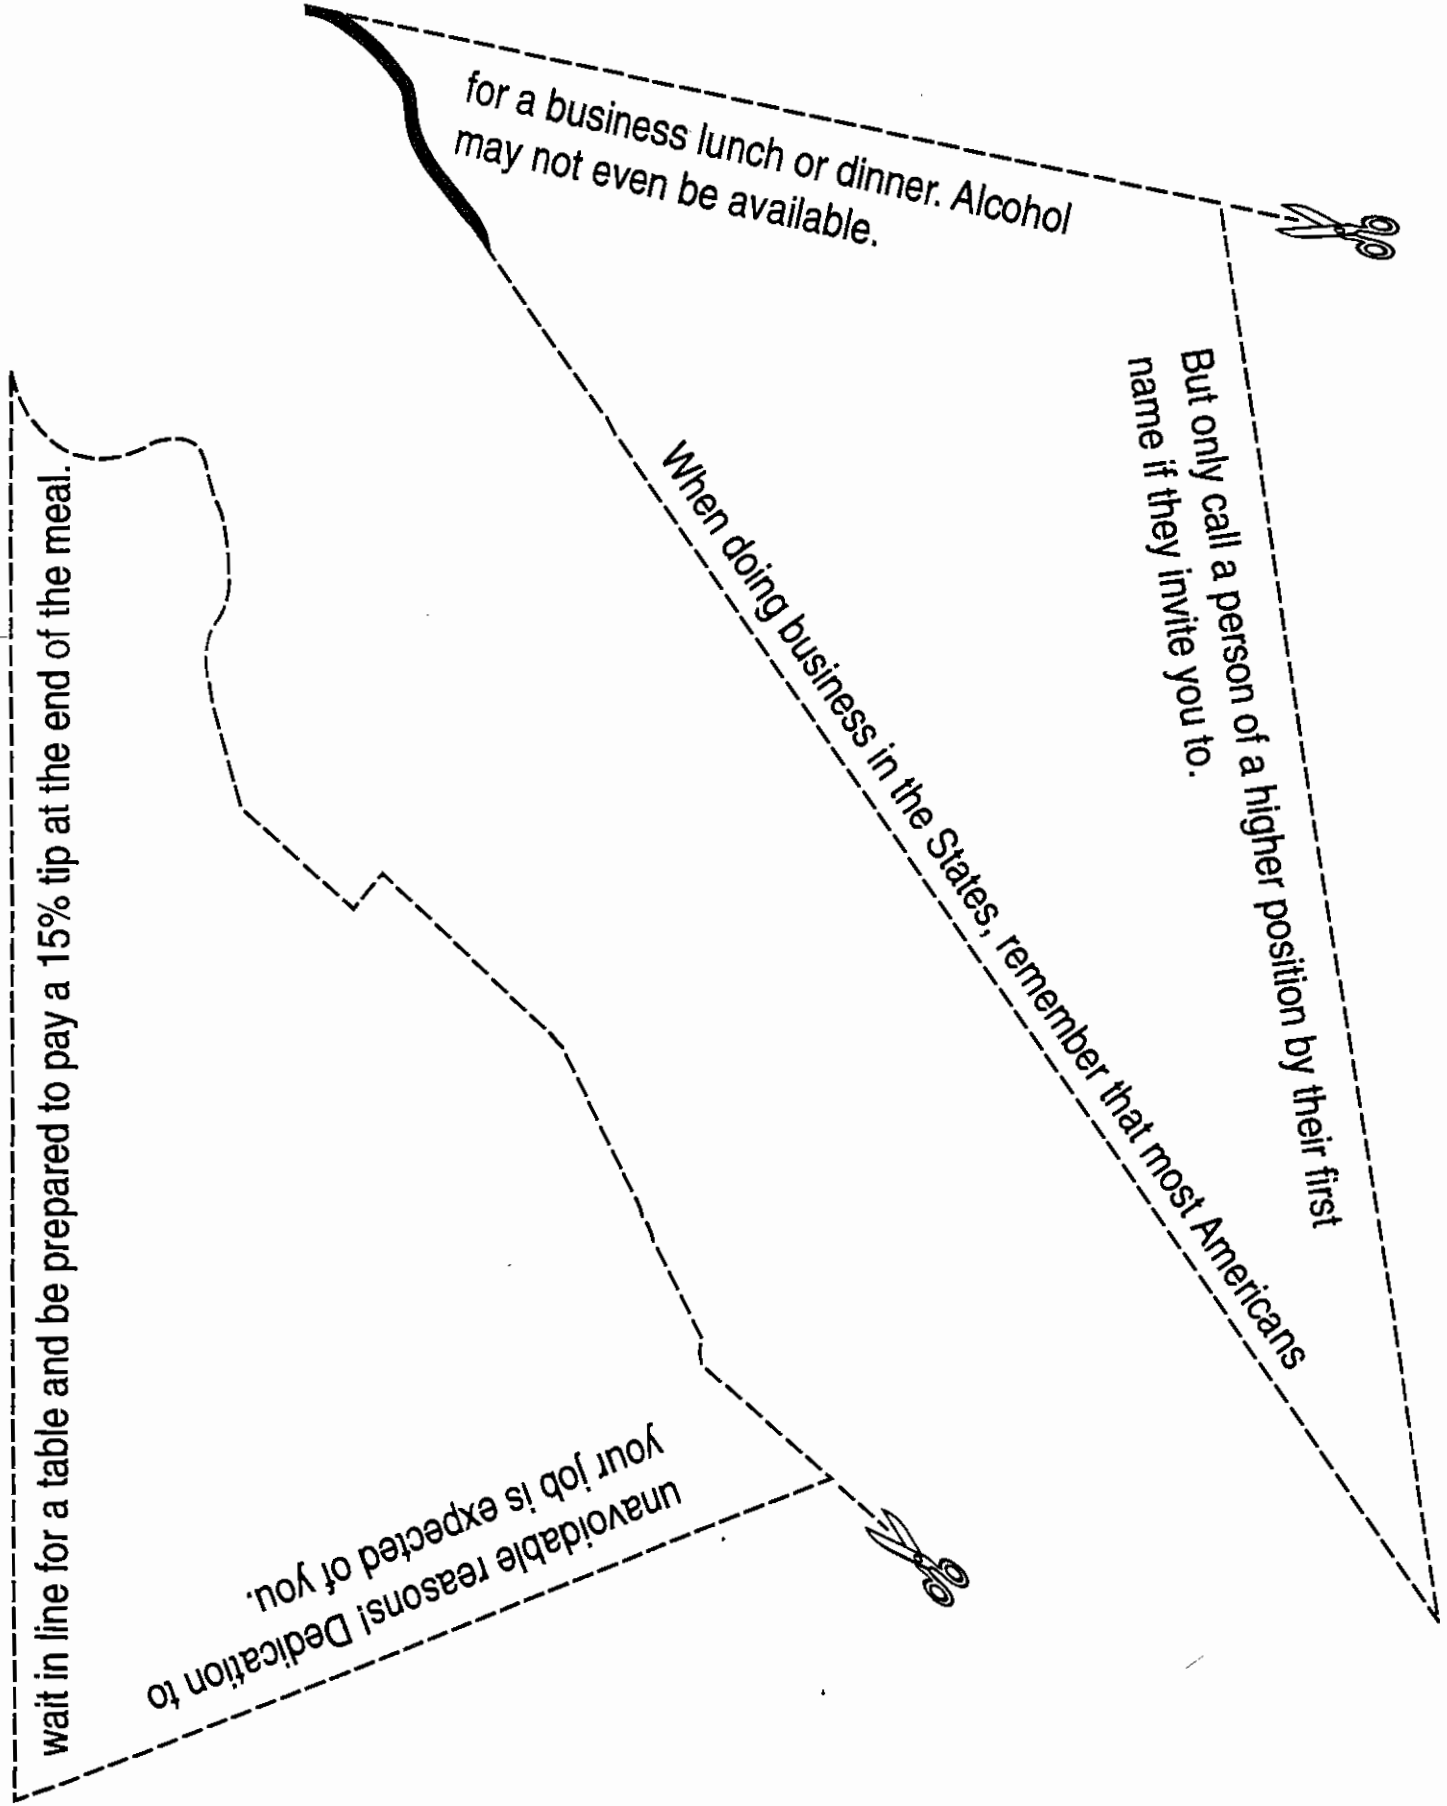 for a business lunch or dinner. Alcohol
may not even be available.
But only call a person of a higher position by their first
name if they invite you to.
When doing business in the States, remember that most Americans
wait in line for a table and be prepared to pay a 15% tip at the end of the meal.
unavoidable reasons! Dedication to
your job is expected of you.